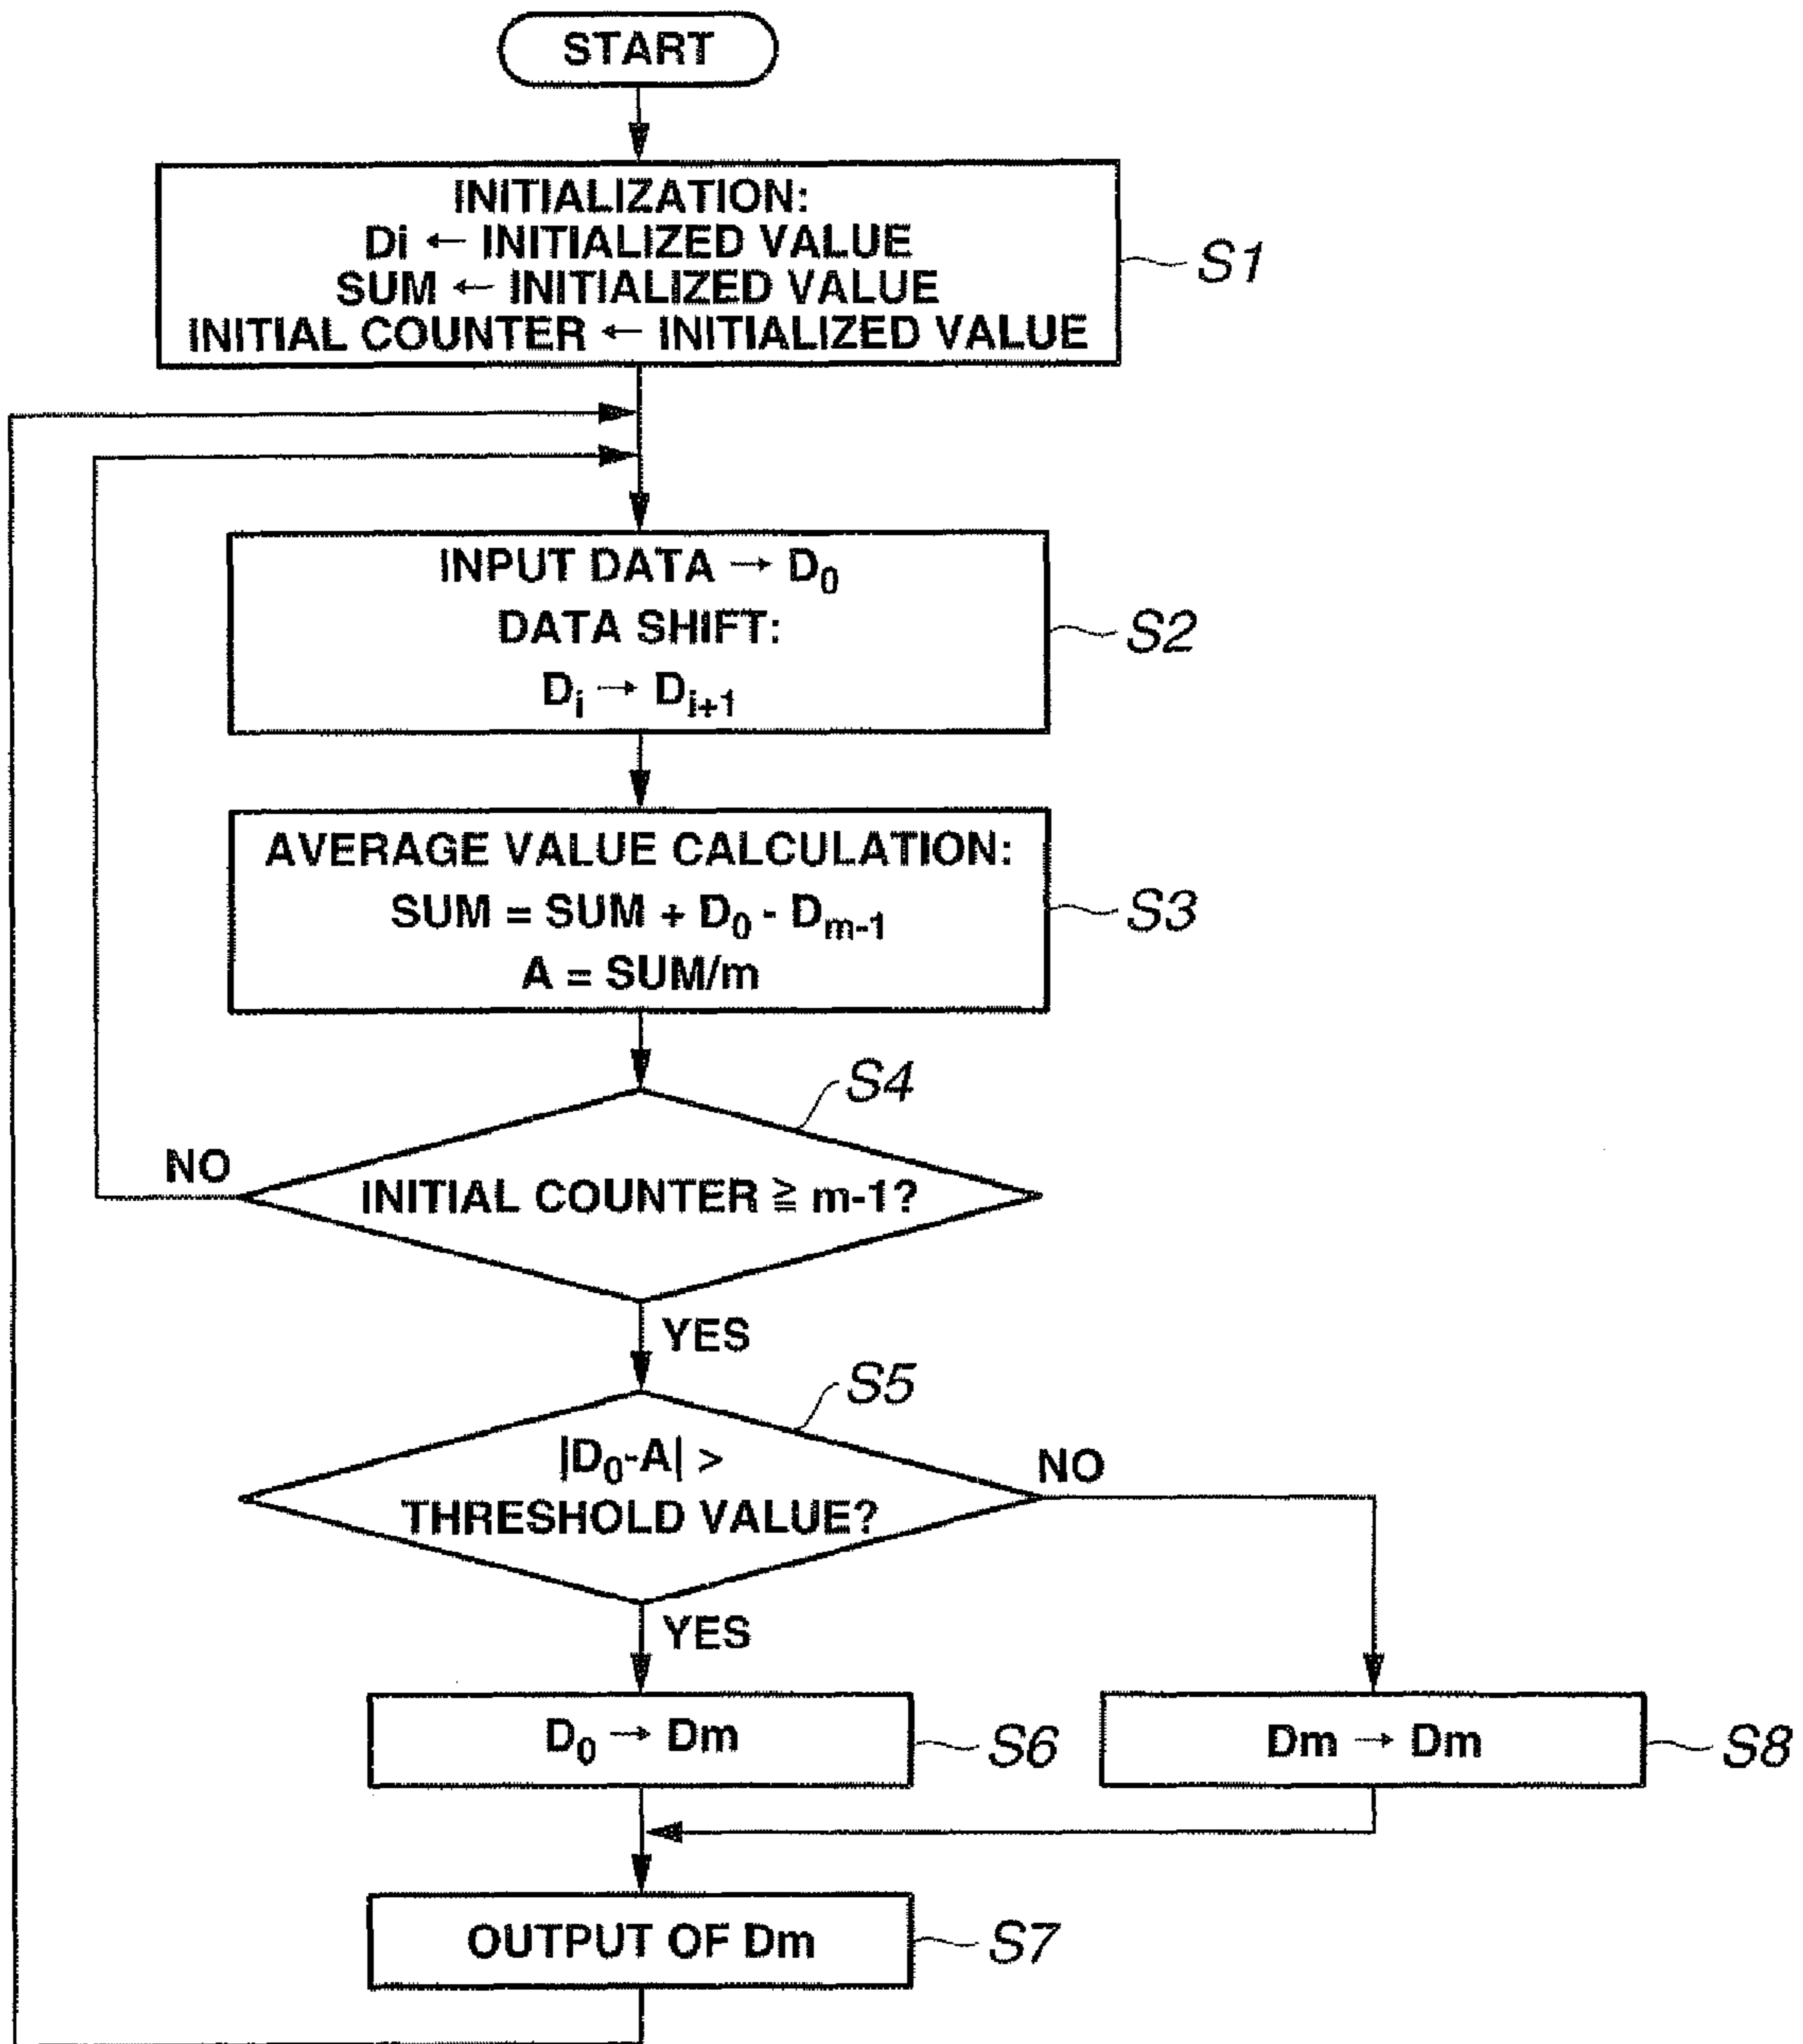 START
INITIALIZATION:
Di ← INITIALIZED VALUE
SUM ← INITIALIZED VALUE
INITIAL COUNTER ← INITIALIZED VALUE
S1
INPUT DATA → D₀
DATA SHIFT:
Dᵢ → Dᵢ₊₁
S2
AVERAGE VALUE CALCULATION:
SUM = SUM + D₀ - Dₘ₋₁
A = SUM/m
S3
S4
NO
INITIAL COUNTER ≧ m-1?
YES
S5
|D₀-A| >
THRESHOLD VALUE?
NO
YES
D₀ → Dm
S6
Dm → Dm
S8
OUTPUT OF Dm
S7